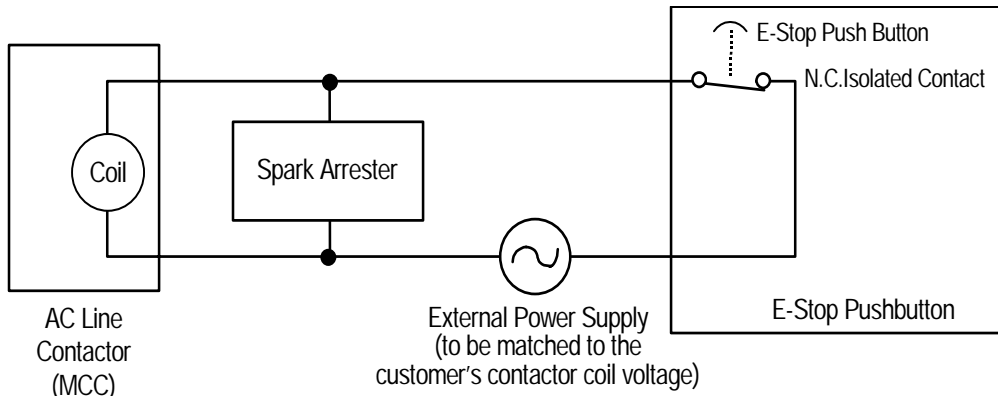 E-Stop Push Button
N.C.Isolated Contact
Coil
Spark Arrester
AC Line
Contactor
(MCC)
External Power Supply
(to be matched to the
customer's contactor coil voltage)
E-Stop Pushbutton